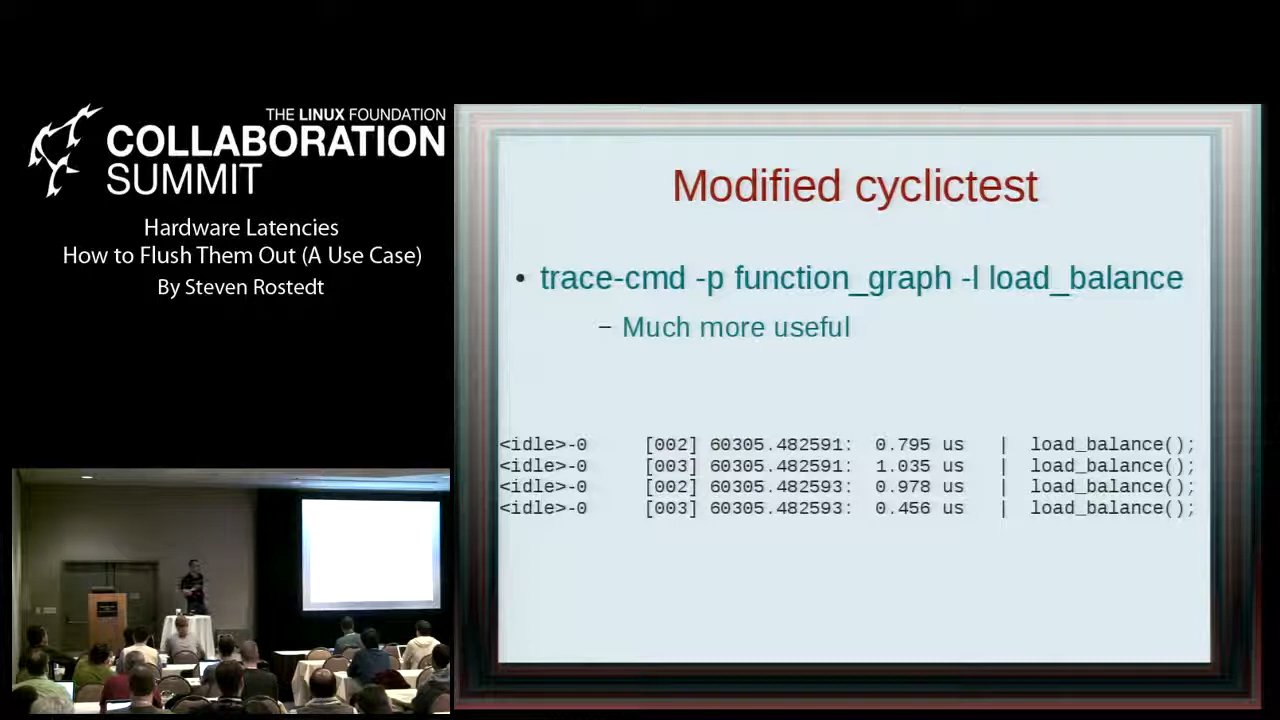 THE LINUX FOUNDATION
COLLABORATION
SUMMIT
Hardware Latencies
How to Flush Them Out (A Use Case)
By Steven Rostedt
Modified cyclictest
• trace-cmd -p function_graph -l load_balance
– Much more useful
<idle>-0 [002] 60305.482591: 0.795 us | load_balance();
<idle>-0 [003] 60305.482591: 1.035 us | load_balance();
<idle>-0 [002] 60305.482593: 0.978 us | load_balance();
<idle>-0 [003] 60305.482593: 0.456 us | load_balance();